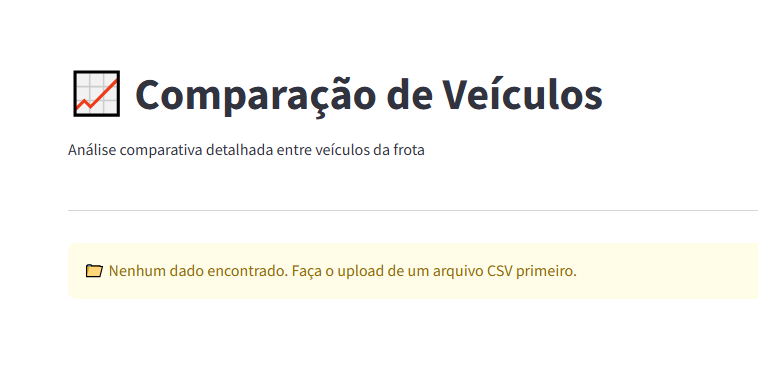 Comparação de Veículos
Análise comparativa detalhada entre veículos da frota
Nenhum dado encontrado. Faça o upload de um arquivo CSV primeiro.